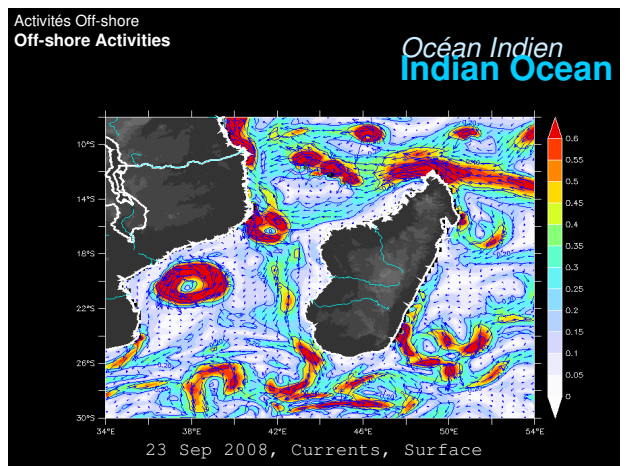 Activités Off-shore
Off-shore Activities
Océan Indien
Indian Ocean
10°S
14°S
18°S
22°S
26°S
30°S
34°E
38°E
42°E
46°E
50°E
54°E
0.6
0.55
0.5
0.45
0.4
0.35
0.3
0.25
0.2
0.15
0.1
0.05
0
23 Sep 2008, Currents, Surface